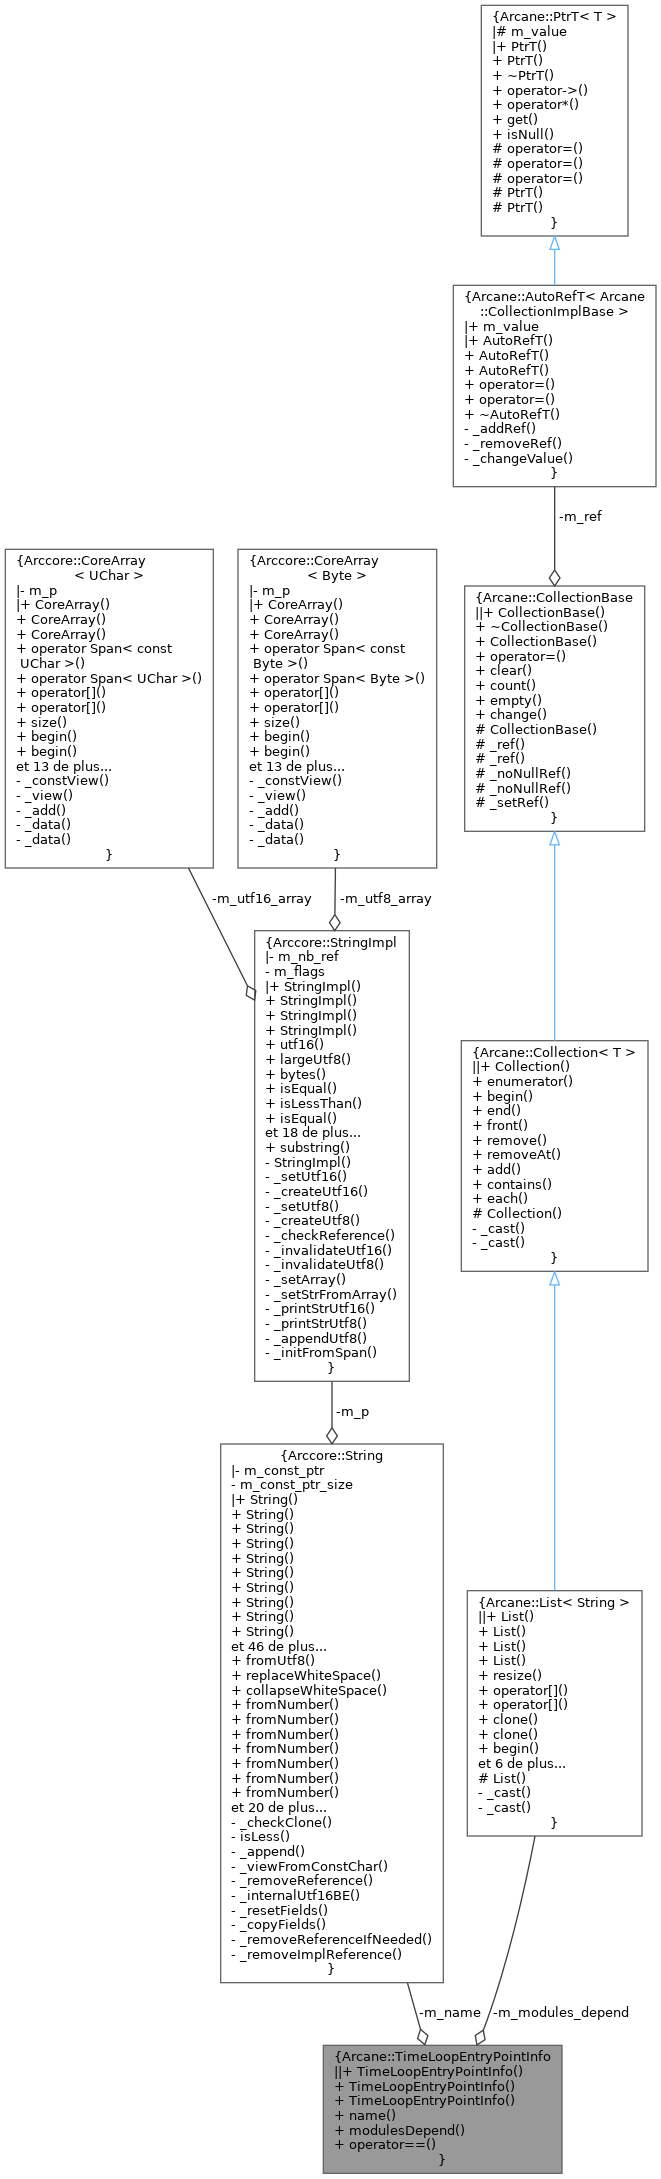 {Arcane::PtrT< T >
|# m_value
|+ PtrT()
+ PtrT()
+ ~PtrT()
+ operator->()
+ operator*()
+ get()
+ isNull()
# operator=()
# operator=()
# operator=()
# PtrT()
# PtrT()
}
{Arcane::AutoRefT< Arcane
::CollectionImplBase >
|+ m_value
|+ AutoRefT()
+ AutoRefT()
+ AutoRefT()
+ operator=()
+ operator=()
+ ~AutoRefT()
- _addRef()
- _removeRef()
- _changeValue()
}
-m_ref
{Arccore::CoreArray
< UChar >
|- m_p
|+ CoreArray()
+ CoreArray()
+ CoreArray()
+ operator Span< const
UChar >()
+ operator Span< UChar >()
+ operator[]()
+ operator[]()
+ size()
+ begin()
+ begin()
et 13 de plus...
- _constView()
- _view()
- _add()
- _data()
- _data()
}
{Arccore::CoreArray
< Byte >
|- m_p
|+ CoreArray()
+ CoreArray()
+ CoreArray()
+ operator Span< const
Byte >()
+ operator Span< Byte >()
+ operator[]()
+ operator[]()
+ size()
+ begin()
+ begin()
et 13 de plus...
- _constView()
- _view()
- _add()
- _data()
- _data()
}
{Arcane::CollectionBase
||+ CollectionBase()
+ ~CollectionBase()
+ CollectionBase()
+ operator=()
+ clear()
+ count()
+ empty()
+ change()
# CollectionBase()
# _ref()
# _ref()
# _noNullRef()
# _noNullRef()
# _setRef()
}
-m_utf16_array
-m_utf8_array
{Arccore::StringImpl
|- m_nb_ref
- m_flags
|+ StringImpl()
+ StringImpl()
+ StringImpl()
+ StringImpl()
+ utf16()
+ largeUtf8()
+ bytes()
+ isEqual()
+ isLessThan()
+ isEqual()
et 18 de plus...
+ substring()
- StringImpl()
- _setUtf16()
- _createUtf16()
- _setUtf8()
- _createUtf8()
- _checkReference()
- _invalidateUtf16()
- _invalidateUtf8()
- _setArray()
- _setStrFromArray()
- _printStrUtf16()
- _printStrUtf8()
- _appendUtf8()
- _initFromSpan()
}
{Arcane::Collection< T >
||+ Collection()
+ enumerator()
+ begin()
+ end()
+ front()
+ remove()
+ removeAt()
+ add()
+ contains()
+ each()
# Collection()
- _cast()
- _cast()
}
-m_p
{Arccore::String
|- m_const_ptr
- m_const_ptr_size
|+ String()
+ String()
+ String()
+ String()
+ String()
+ String()
+ String()
+ String()
+ String()
+ String()
et 46 de plus...
+ fromUtf8()
+ replaceWhiteSpace()
+ collapseWhiteSpace()
+ fromNumber()
+ fromNumber()
+ fromNumber()
+ fromNumber()
+ fromNumber()
+ fromNumber()
+ fromNumber()
et 20 de plus...
- _checkClone()
- isLess()
- _append()
- _viewFromConstChar()
- _removeReference()
- _internalUtf16BE()
- _resetFields()
- _copyFields()
- _removeReferenceIfNeeded()
- _removeImplReference()
}
{Arcane::List< String >
||+ List()
+ List()
+ List()
+ List()
+ resize()
+ operator[]()
+ operator[]()
+ clone()
+ clone()
+ begin()
et 6 de plus...
# List()
- _cast()
- _cast()
}
-m_name
-m_modules_depend
{Arcane::TimeLoopEntryPointInfo
||+ TimeLoopEntryPointInfo()
+ TimeLoopEntryPointInfo()
+ TimeLoopEntryPointInfo()
+ name()
+ modulesDepend()
+ operator==()
}